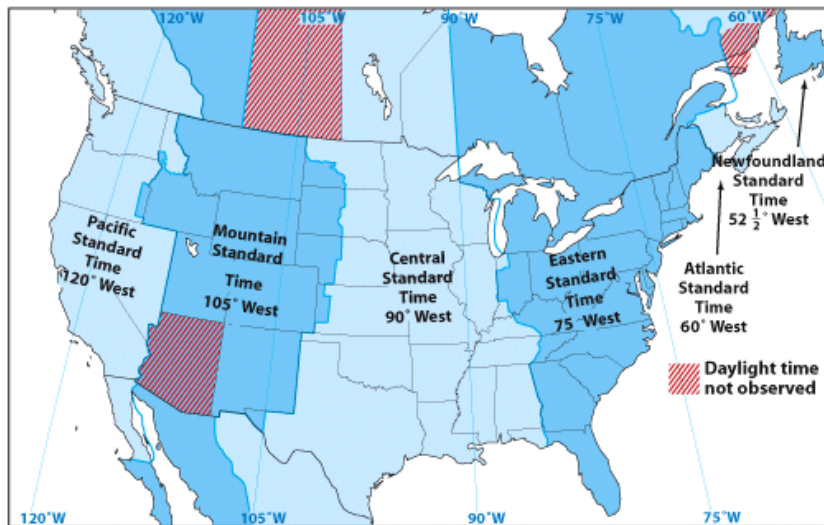 120°W
105°W
90°W
75°W
60°W
Newfoundland
Standard
Time
52 ½° West
Pacific
Standard
Time
120° West
Mountain
Standard
Time
105° West
Central
Standard
Time
90° West
Eastern
Standard
Time
75 West
Atlantic
Standard
Time
60° West
Daylight time
not observed
120°W
105°W
90°W
75°W